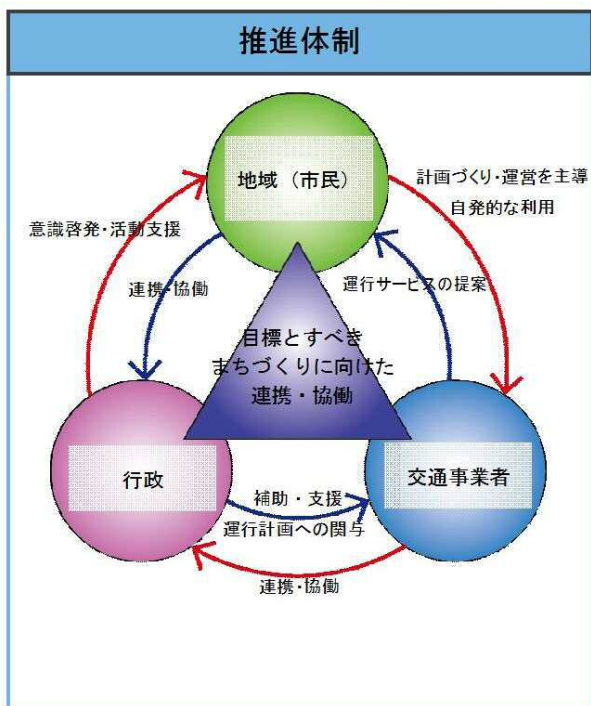 推進体制
地域（市民）
計画づくり・運営を主導
自発的な利用
意識啓発・活動支援
連携・協働
運行サービスの提案
目標とすべき
まちづくりに向けた
連携・協働
行政
交通事業者
補助・支援
運行計画への関与
連携・協働